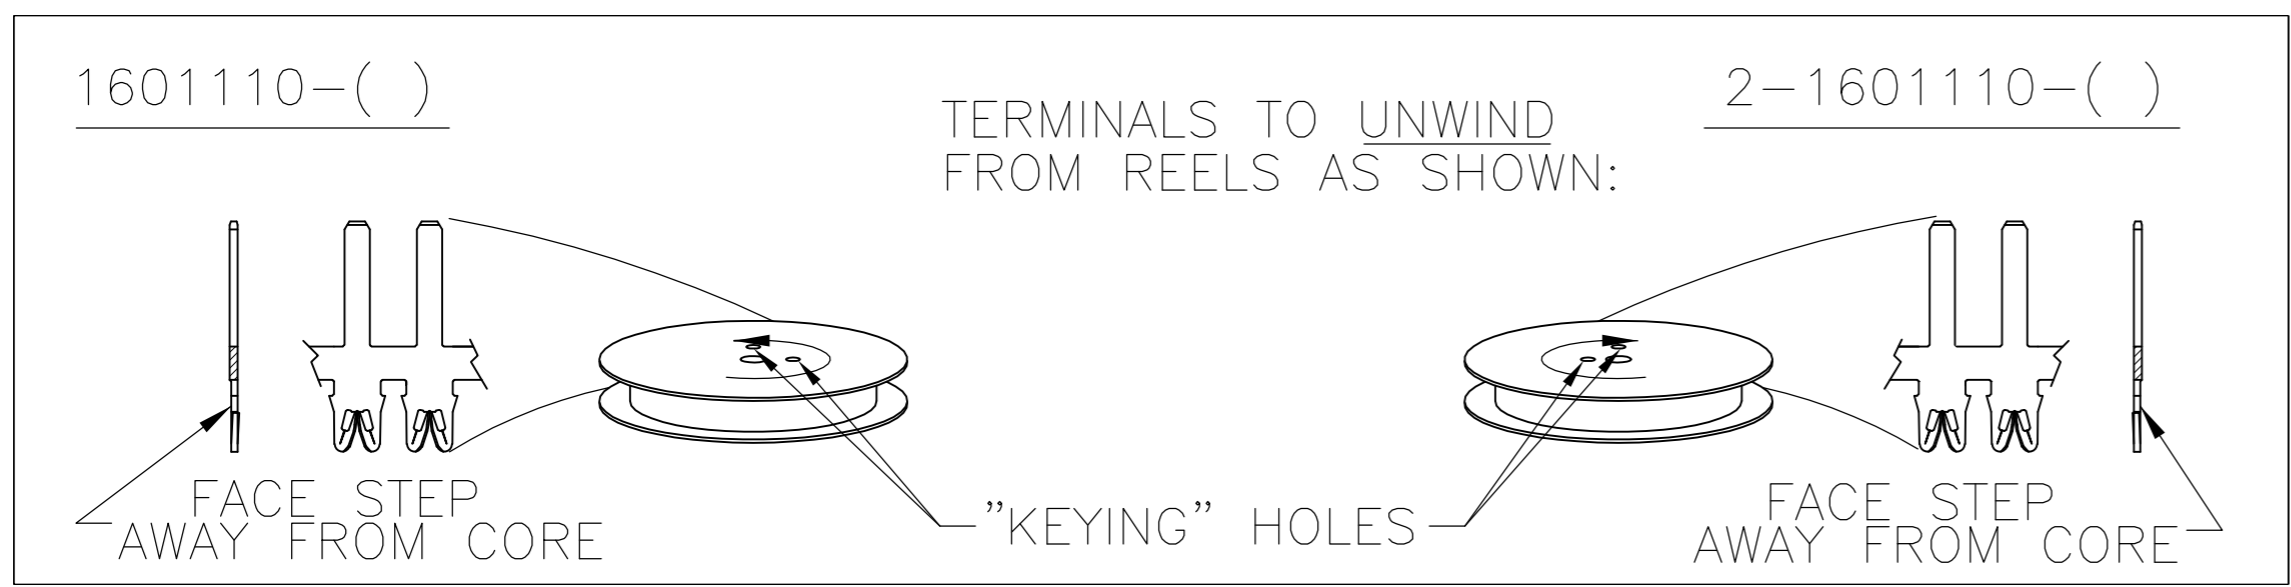 1601110-( )
TERMINALS TO UNWIND
FROM REELS AS SHOWN:
2-1601110-( )
FACE STEP
AWAY FROM CORE
"KEYING" HOLES
FACE STEP
AWAY FROM CORE